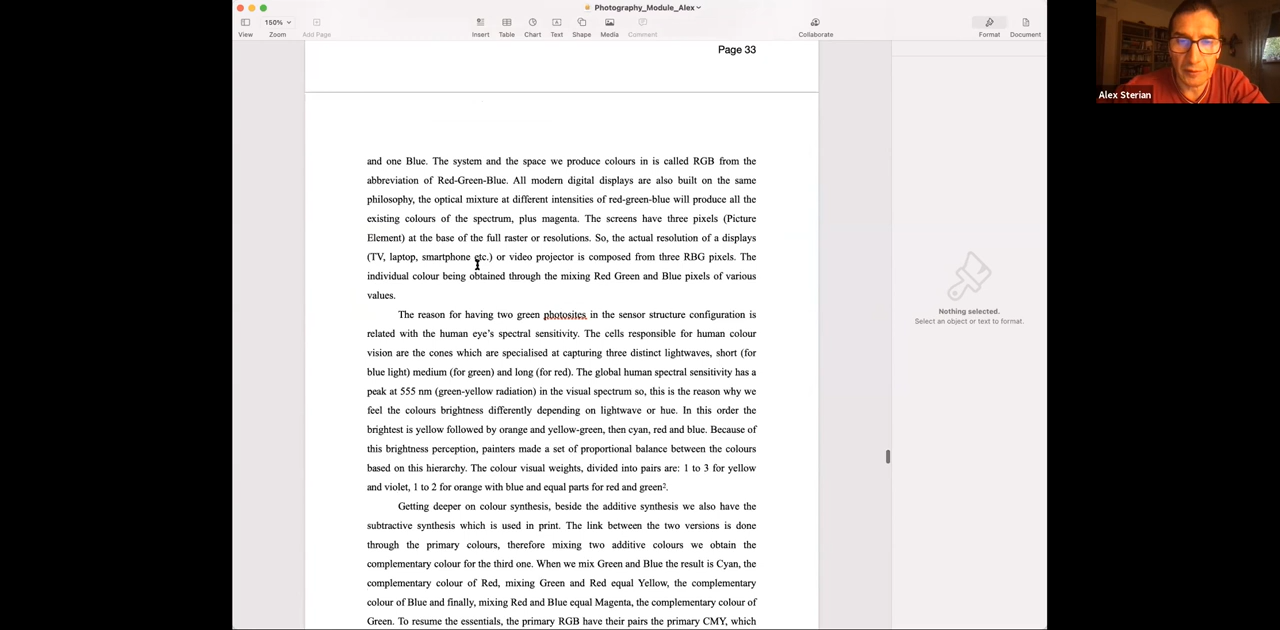 Photography_Module_Alex
150%
View
Zoom
Add Page
Insert
Table
Chart
Text
Shape
Media
Comment
Collaborate
Format
Document
Alex Sterian
Page 33
and one Blue. The system and the space we produce colours in is called RGB from the
abbreviation of Red-Green-Blue. All modern digital displays are also built on the same
philosophy, the optical mixture at different intensities of red-green-blue will produce all the
existing colours of the spectrum, plus magenta. The screens have three pixels (Picture
Element) at the base of the full raster or resolutions. So, the actual resolution of a displays
(TV, laptop, smartphone etc.) or video projector is composed from three RBG pixels. The
individual colour being obtained through the mixing Red Green and Blue pixels of various
values.
The reason for having two green photosites in the sensor structure configuration is
related with the human eye’s spectral sensitivity. The cells responsible for human colour
vision are the cones which are specialised at capturing three distinct lightwaves, short (for
blue light) medium (for green) and long (for red). The global human spectral sensitivity has a
peak at 555 nm (green-yellow radiation) in the visual spectrum so, this is the reason why we
feel the colours brightness differently depending on lightwave or hue. In this order the
brightest is yellow followed by orange and yellow-green, then cyan, red and blue. Because of
this brightness perception, painters made a set of proportional balance between the colours
based on this hierarchy. The colour visual weights, divided into pairs are: 1 to 3 for yellow
and violet, 1 to 2 for orange with blue and equal parts for red and green².
Getting deeper on colour synthesis, beside the additive synthesis we also have the
subtractive synthesis which is used in print. The link between the two versions is done
through the primary colours, therefore mixing two additive colours we obtain the
complementary colour for the third one. When we mix Green and Blue the result is Cyan, the
complementary colour of Red, mixing Green and Red equal Yellow, the complementary
colour of Blue and finally, mixing Red and Blue equal Magenta, the complementary colour of
Green. To resume the essentials, the primary RGB have their pairs the primary CMY, which
Nothing selected.
Select an object or text to format.